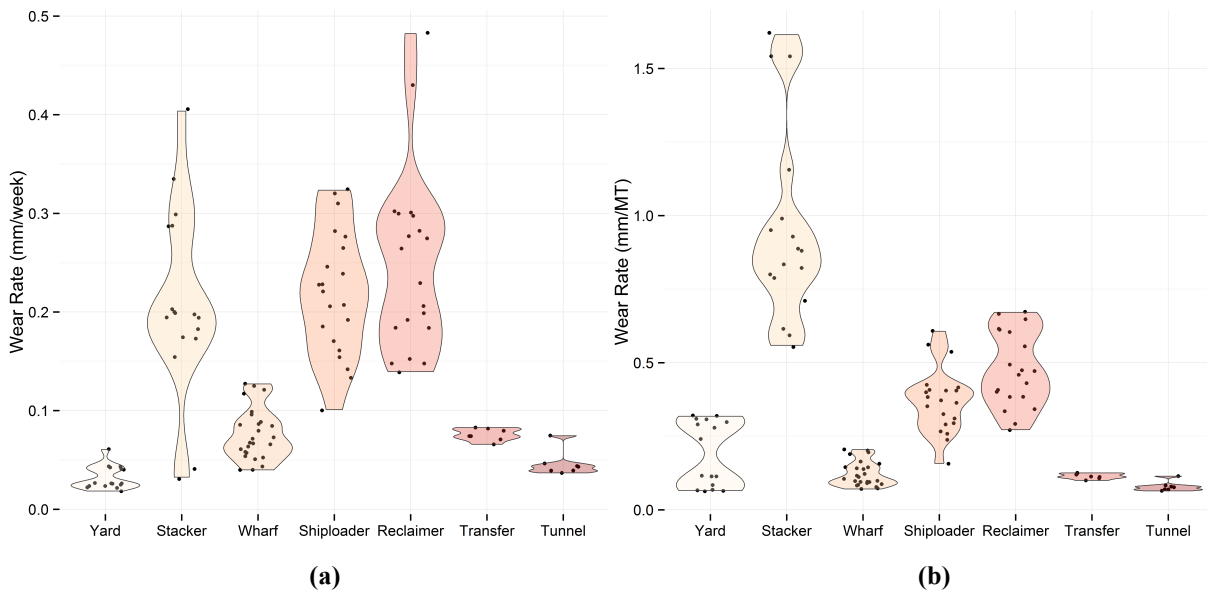 Wear Rate (mm/week)
0.5
0.4
0.3
0.2
0.1
0.0
Yard Stacker Wharf Shiploader Reclaimer Transfer Tunnel
(a)
Wear Rate (mm/MT)
1.5
1.0
0.5
0.0
Yard Stacker Wharf Shiploader Reclaimer Transfer Tunnel
(b)